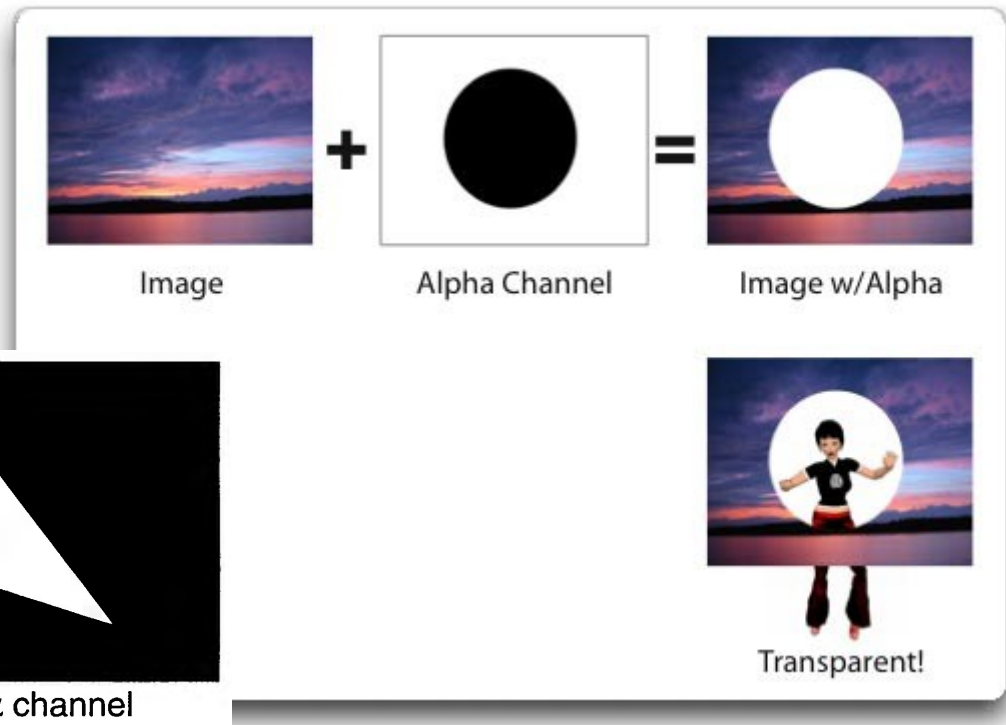 +
=
Image
Alpha Channel
Image w/Alpha
Transparent!
channel